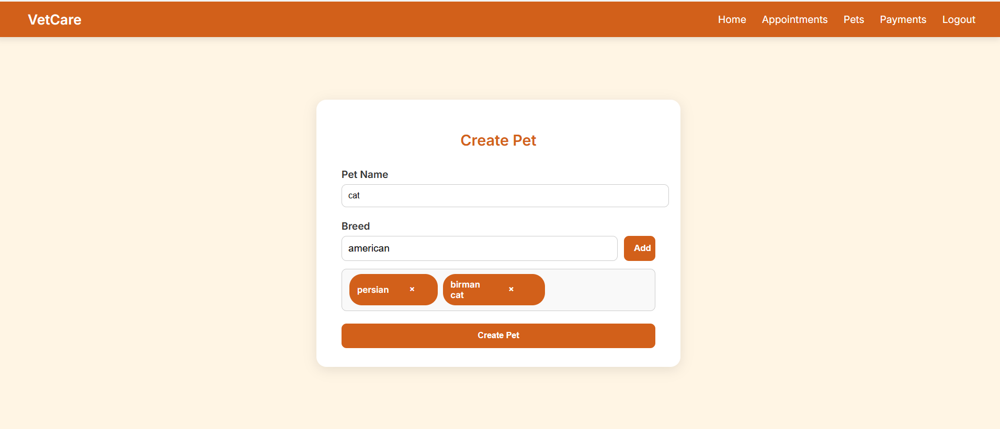 VetCare
Home Appointments Pets Payments Logout
Create Pet
Pet Name
cat
Breed
american
Add
persian ×
birman ×
cat
Create Pet